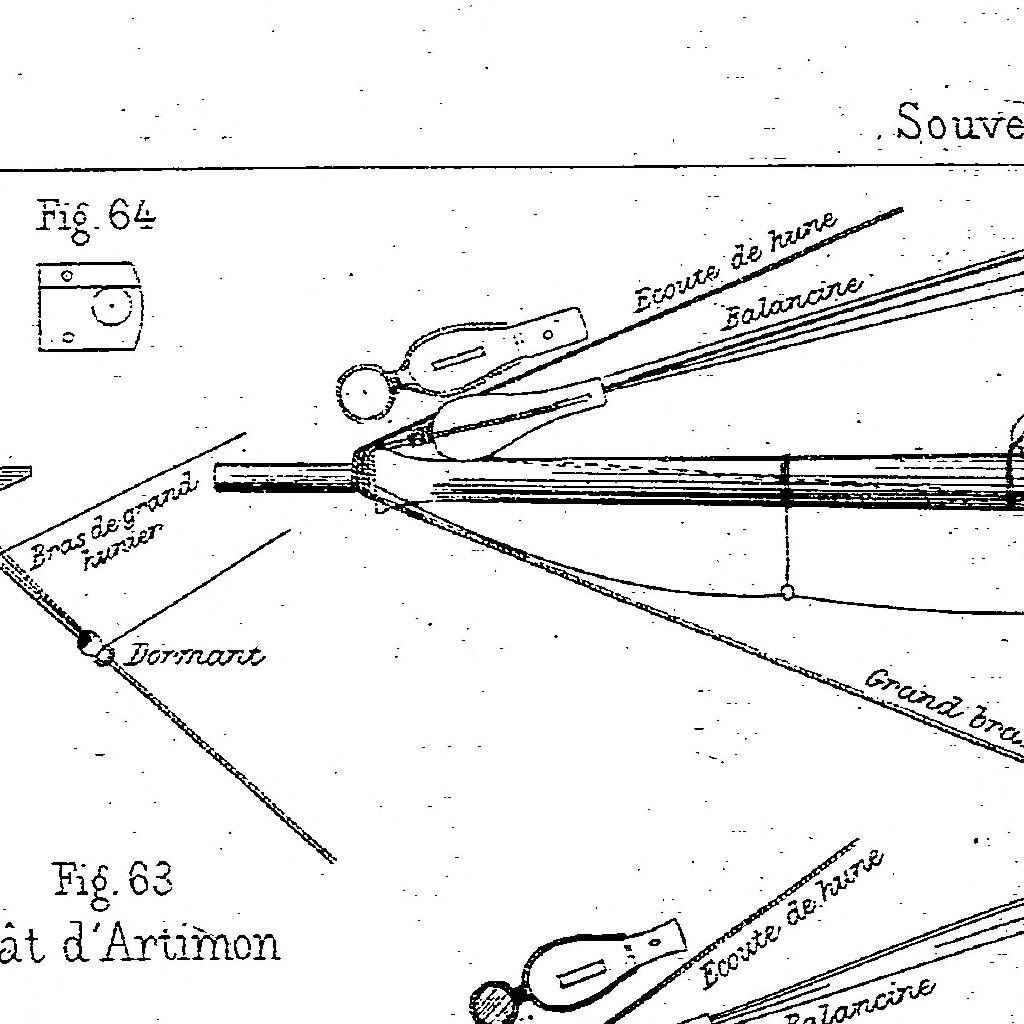 Souve
Fig. 64
Ecoute de hune
Balancine
Bras de grand
hunier
Dormant
Grand bra
Fig. 63
ât d'Artimon
Ecoute de hune
Balancine